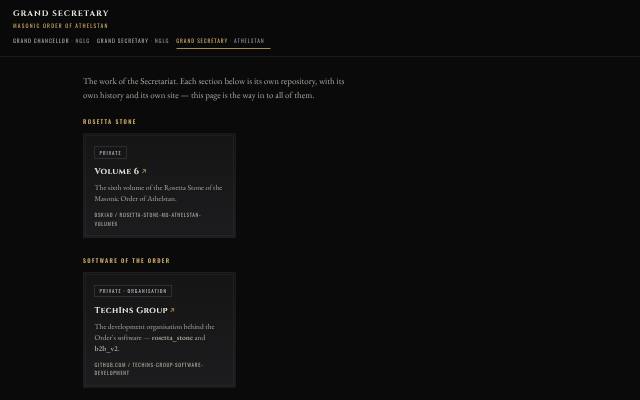 GRAND SECRETARY
MASONIC ORDER OF ATHELSTAN
GRAND CHANCELLOR · NGLG GRAND SECRETARY · NGLG GRAND SECRETARY · ATHELSTAN
The work of the Secretariat. Each section below is its own repository, with its
own history and its own site — this page is the way in to all of them.
ROSETTA STONE
PRIVATE
VOLUME 6 ↗
The sixth volume of the Rosetta Stone of the
Masonic Order of Athelstan.
DSKIAD / ROSETTA-STONE-MO-ATHELSTAN-
VOLUME6
SOFTWARE OF THE ORDER
PRIVATE · ORGANISATION
TECHINS GROUP ↗
The development organisation behind the
Order's software — rosetta_stone and
b2b_v2.
GITHUB.COM / TECHINS-GROUP-SOFTWARE-
DEVELOPMENT